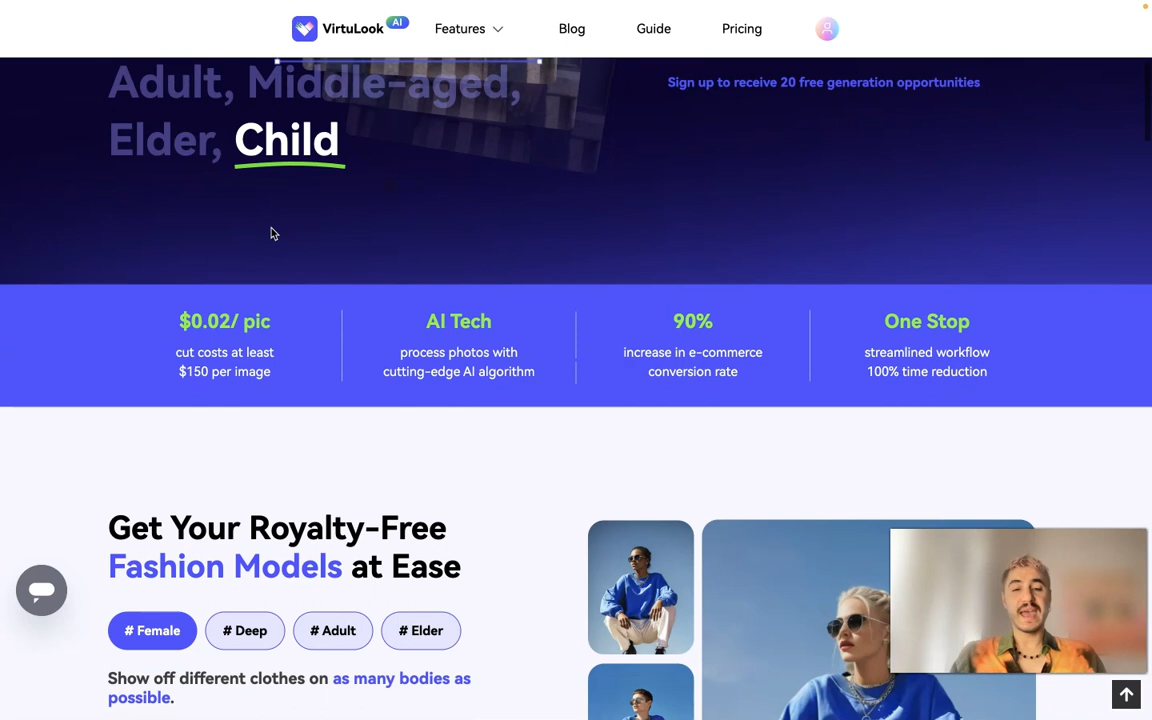 VirtuLook AI
Features
Blog
Guide
Pricing
Adult, Middle-aged,
Elder, Child
Sign up to receive 20 free generation opportunities
$0.02/ pic
cut costs at least
$150 per image
AI Tech
process photos with
cutting-edge AI algorithm
90%
increase in e-commerce
conversion rate
One Stop
streamlined workflow
100% time reduction
Get Your Royalty-Free
Fashion Models at Ease
# Female
# Deep
# Adult
# Elder
Show off different clothes on as many bodies as
possible.